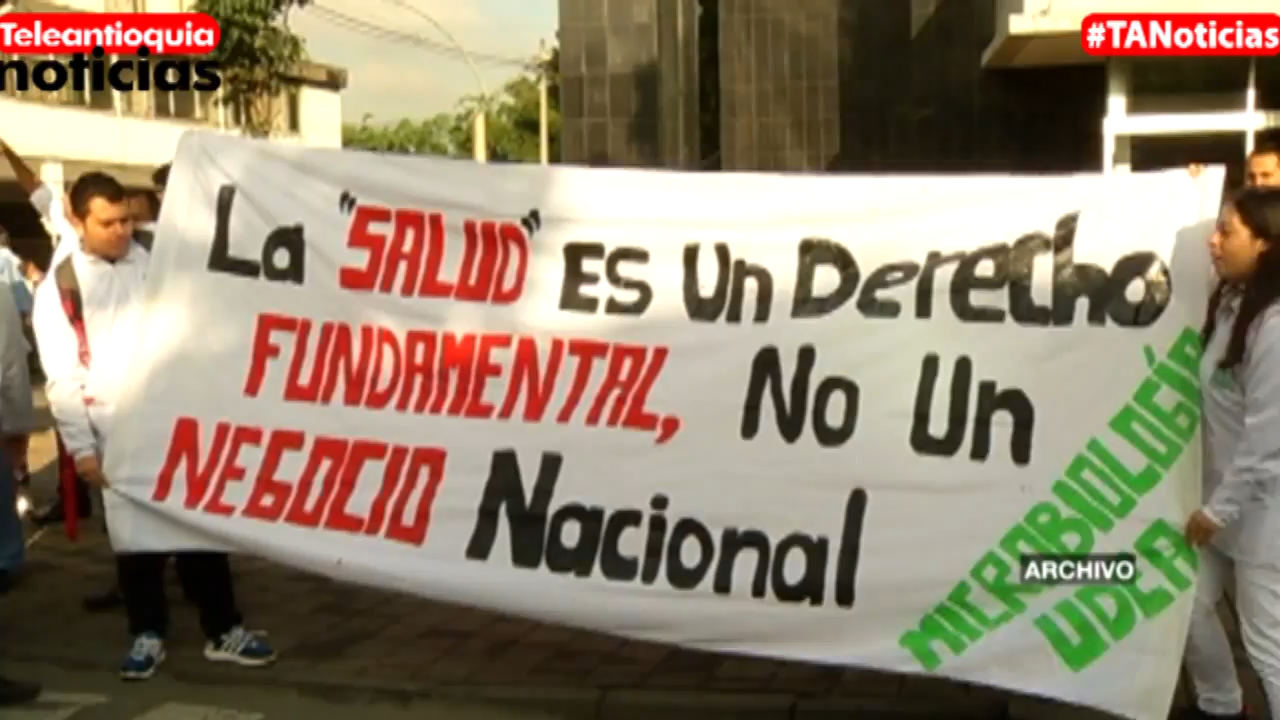 Teleantioquia
noticias
#TANoticias
La "SALUD" ES Un Derecho
FUNDAMENTAL, No Un
NEGOCIO Nacional
MICROBIOLOGÍA
UDEA
ARCHIVO